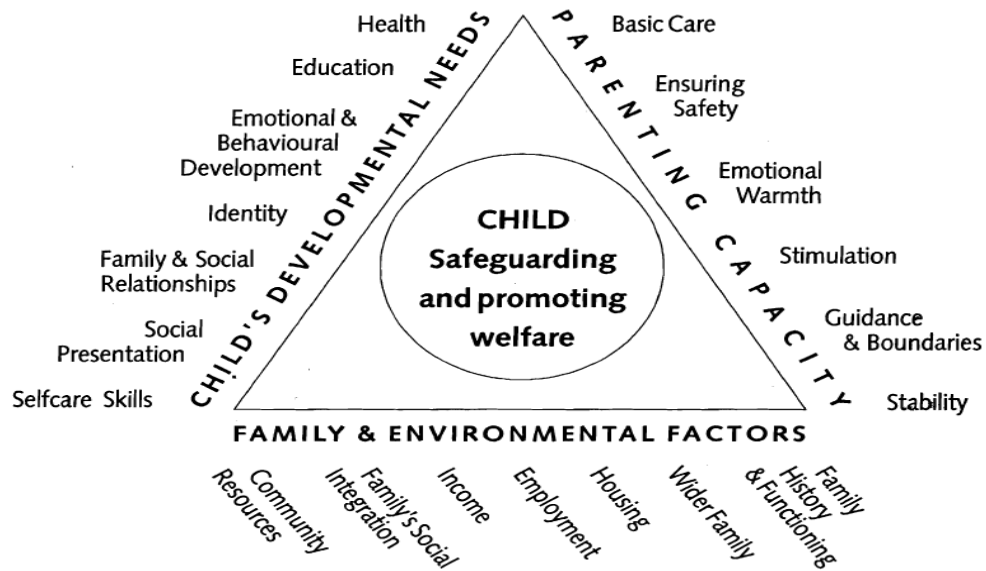 Health
Education
Emotional &
Behavioural
Development
Identity
Family & Social
Relationships
Social
Presentation
Selfcare Skills
CHILD'S DEVELOPMENTAL NEEDS
PARENTING CAPACITY
Basic Care
Ensuring
Safety
Emotional
Warmth
Stimulation
Guidance
& Boundaries
Stability
CHILD
Safeguarding
and promoting
welfare
FAMILY & ENVIRONMENTAL FACTORS
Community
Resources
Family's Social
Integration
Income
Employment
Housing
Wider Family
Family
History
& Functioning